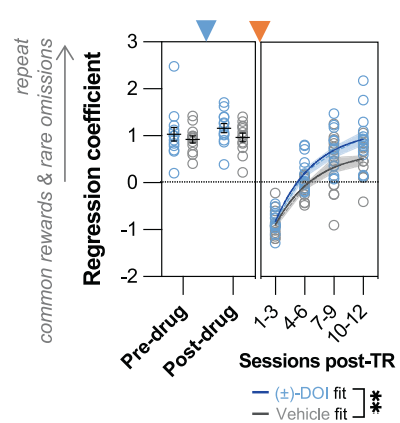 repeat
common rewards & rare omissions
Regression coefficient
3
2
1
0
-1
-2
Pre-drug
Post-drug
1-3
4-6
7-9
10-12
Sessions post-TR
(±)-DOI fit
Vehicle fit
**